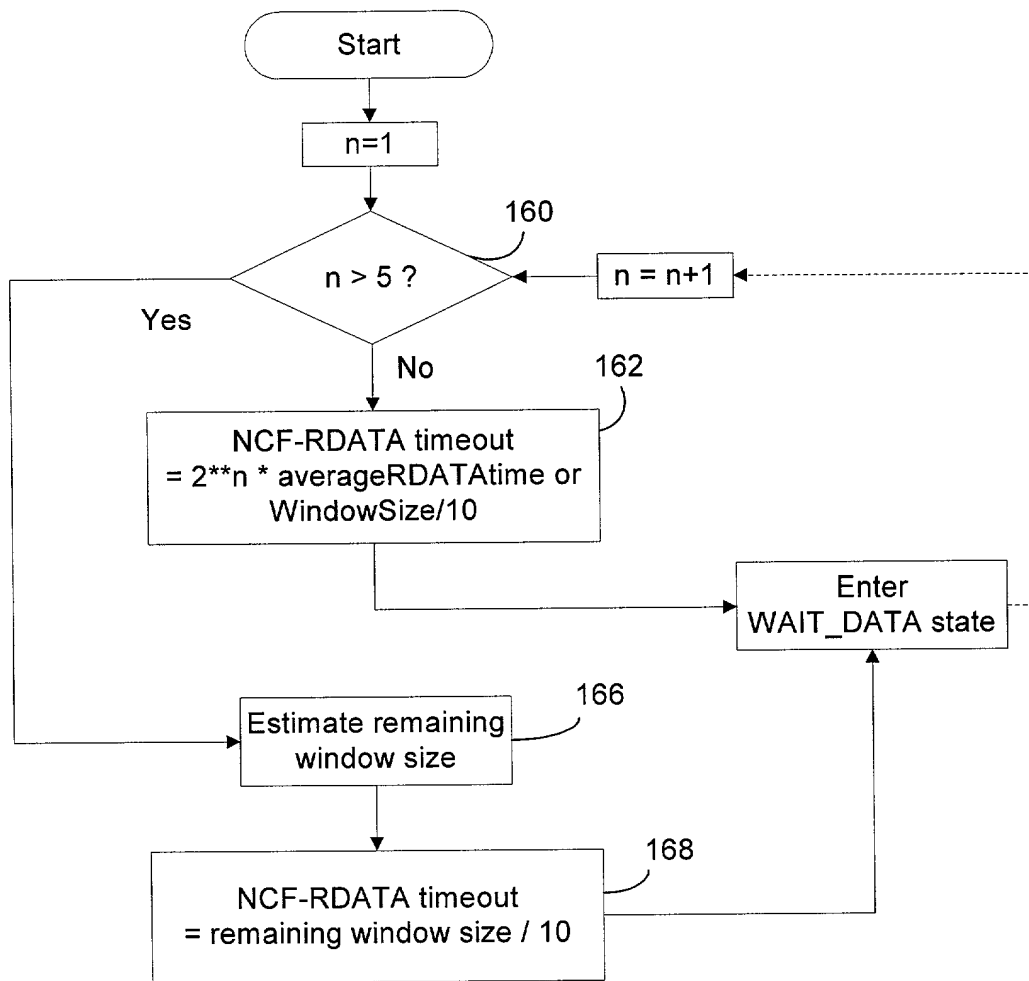 Start
n=1
160
n > 5 ?
n = n+1
Yes
No
162
NCF-RDATA timeout
= 2**n * averageRDATAtime or
WindowSize/10
Enter
WAIT_DATA state
166
Estimate remaining
window size
168
NCF-RDATA timeout
= remaining window size / 10